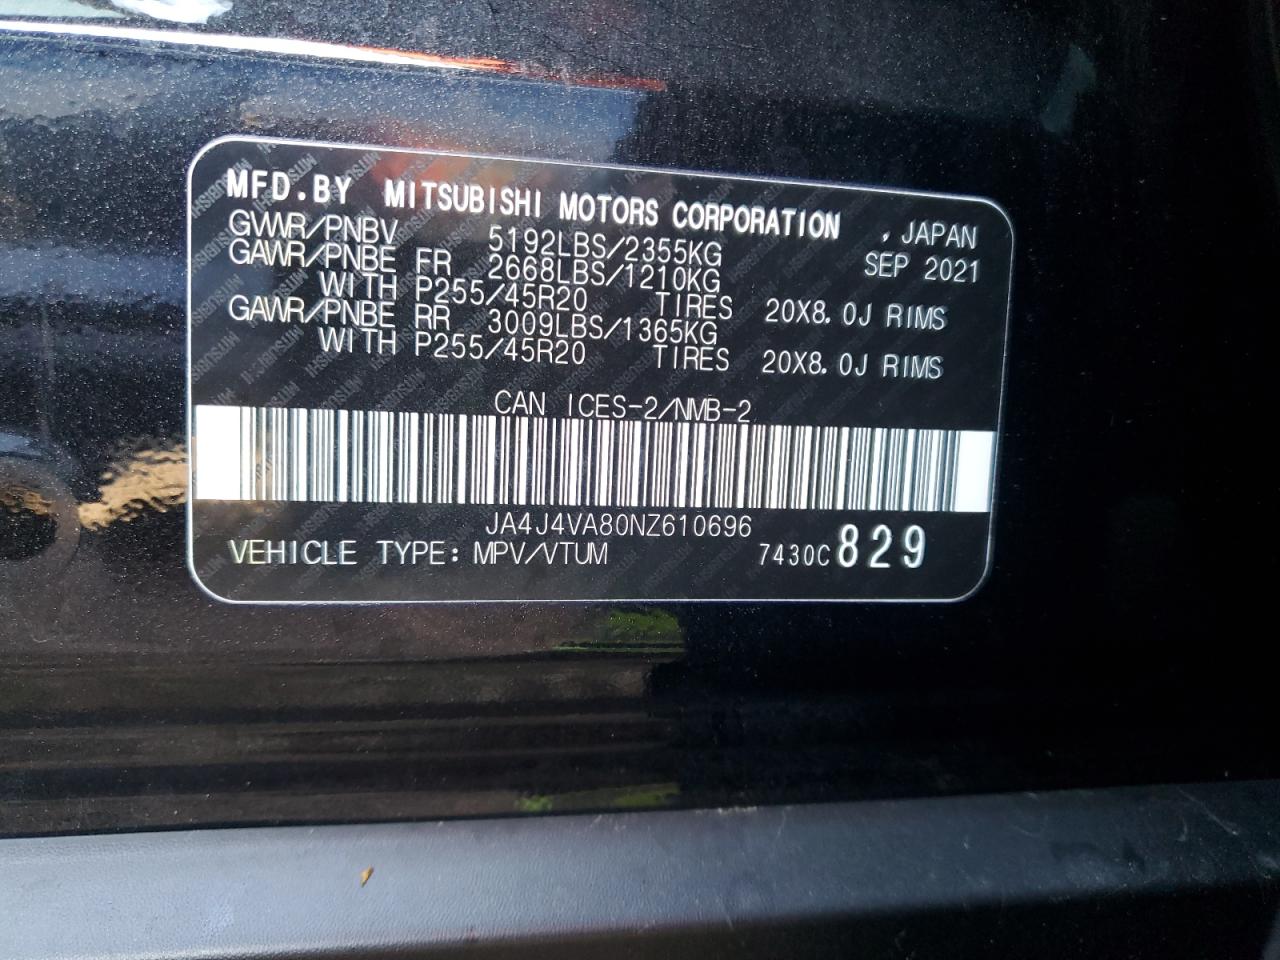 MFD.BY MITSUBISHI MOTORS CORPORATION , JAPAN
GVWR/PNBV 5192LBS/2355KG SEP 2021
GAWR/PNBE FR 2668LBS/1210KG
WITH P255/45R20 TIRES 20X8.0J RIMS
GAWR/PNBE RR 3009LBS/1365KG
WITH P255/45R20 TIRES 20X8.0J RIMS
CAN ICES-2/NMB-2
JA4J4VA80NZ610696
VEHICLE TYPE: MPV/VTUM 7430C 829